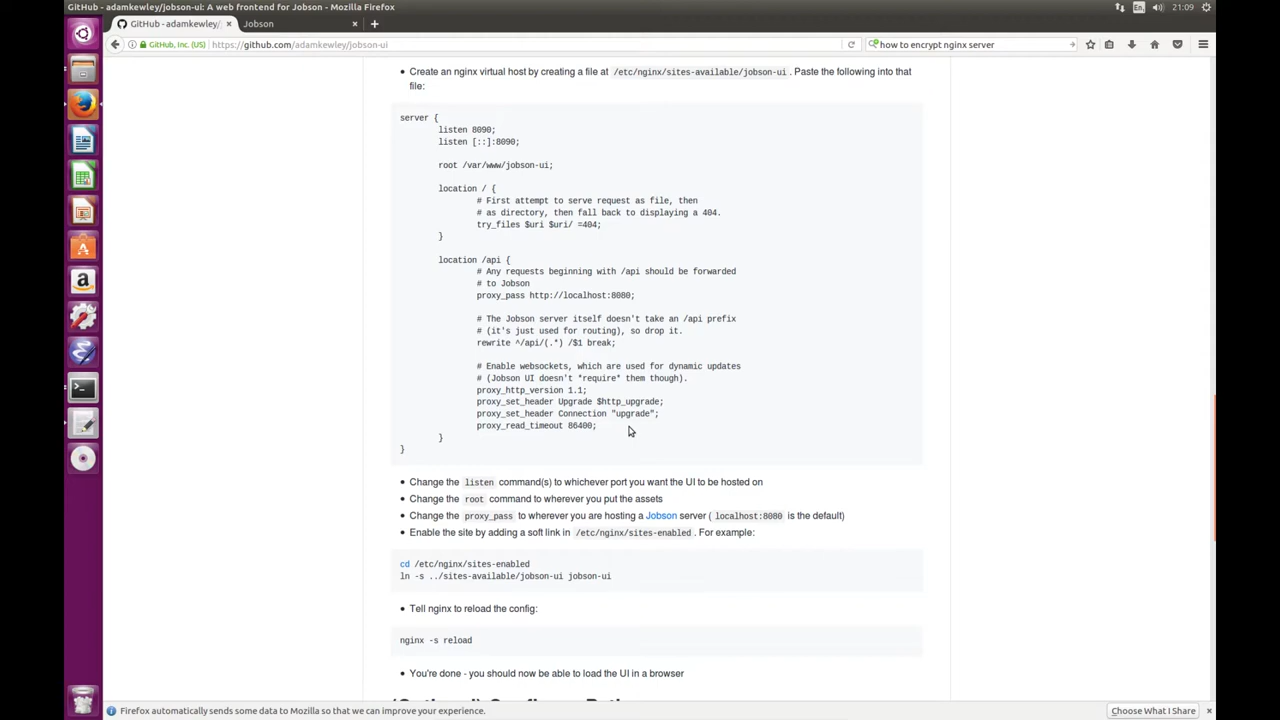 GitHub - adamkewley/jobson-ui: A web frontend for Jobson - Mozilla Firefox
En
21:09
GitHub - adamkewley/
Jobson
GitHub, Inc. (US)
https://github.com/adamkewley/jobson-ui
how to encrypt nginx server
• Create an nginx virtual host by creating a file at /etc/nginx/sites-available/jobson-ui . Paste the following into that
file:
server {
listen 8090;
listen [::]:8090;
root /var/www/jobson-ui;
location / {
# First attempt to serve request as file, then
# as directory, then fall back to displaying a 404.
try_files $uri $uri/ =404;
}
location /api {
# Any requests beginning with /api should be forwarded
# to Jobson
proxy_pass http://localhost:8080;
# The Jobson server itself doesn't take an /api prefix
# (it's just used for routing), so drop it.
rewrite ^/api/(.*) /$1 break;
# Enable websockets, which are used for dynamic updates
# (Jobson UI doesn't *require* them though).
proxy_http_version 1.1;
proxy_set_header Upgrade $http_upgrade;
proxy_set_header Connection "upgrade";
proxy_read_timeout 86400;
}
}
• Change the listen command(s) to whichever port you want the UI to be hosted on
• Change the root command to wherever you put the assets
• Change the proxy_pass to wherever you are hosting a Jobson server ( localhost:8080 is the default)
• Enable the site by adding a soft link in /etc/nginx/sites-enabled . For example:
cd /etc/nginx/sites-enabled
ln -s ../sites-available/jobson-ui jobson-ui
• Tell nginx to reload the config:
nginx -s reload
• You're done - you should now be able to load the UI in a browser
Firefox automatically sends some data to Mozilla so that we can improve your experience.
Choose What I Share